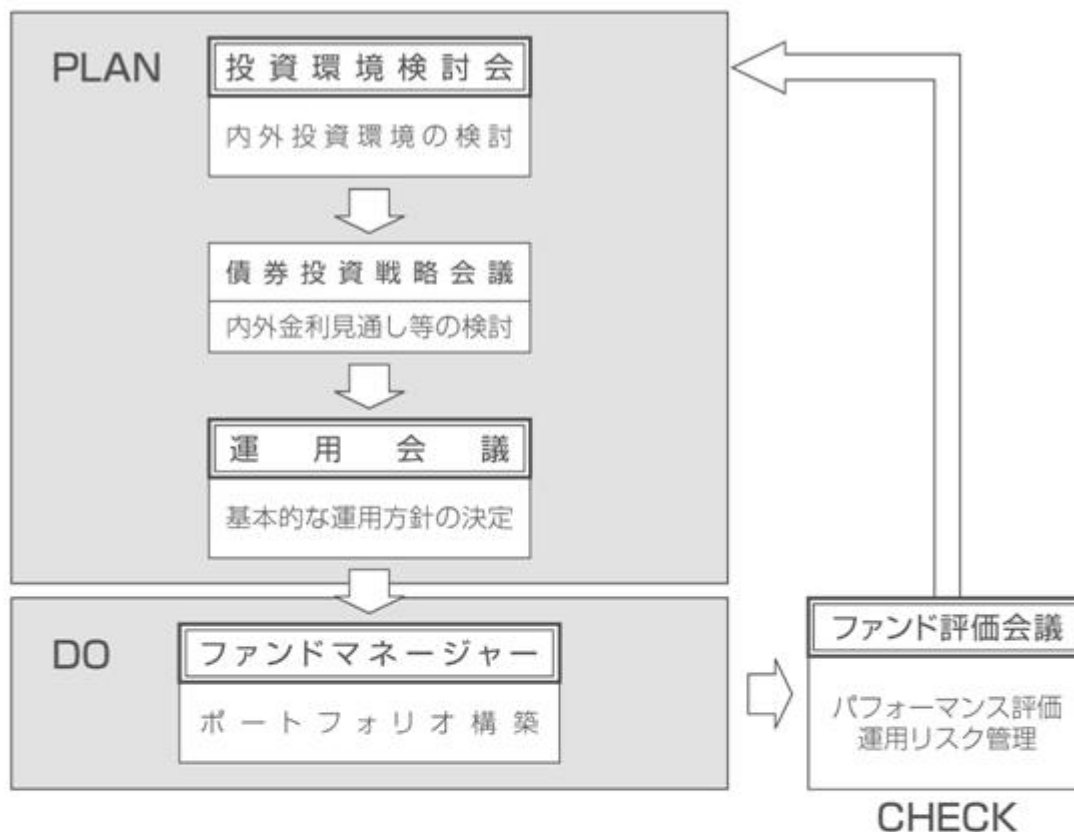 PLAN
投資環境検討会
内外投資環境の検討
債券投資戦略会議
内外金利見通し等の検討
運用会議
基本的な運用方針の決定
DO
ファンドマネージャー
ポートフォリオ構築
ファンド評価会議
パフォーマンス評価
運用リスク管理
CHECK